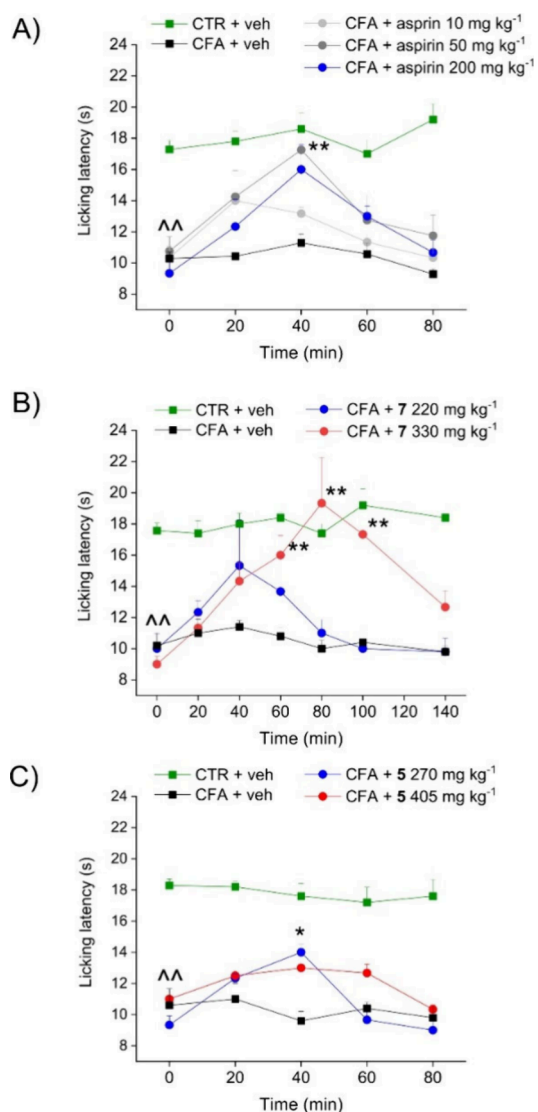 A)
CTR + veh
CFA + veh
CFA + asprin 10 mg kg⁻¹
CFA + aspirin 50 mg kg⁻¹
CFA + aspirin 200 mg kg⁻¹
Licking latency (s)
24
22
20
18
16
14
12
10
8
**
^^
0 20 40 60 80
Time (min)
B)
CTR + veh
CFA + veh
CFA + 7 220 mg kg⁻¹
CFA + 7 330 mg kg⁻¹
Licking latency (s)
24
22
20
18
16
14
12
10
8
**
**
**
^^
0 20 40 60 80 100 120 140
Time (min)
C)
CTR + veh
CFA + veh
CFA + 5 270 mg kg⁻¹
CFA + 5 405 mg kg⁻¹
Licking latency (s)
24
22
20
18
16
14
12
10
8
*
^^
0 20 40 60 80
Time (min)